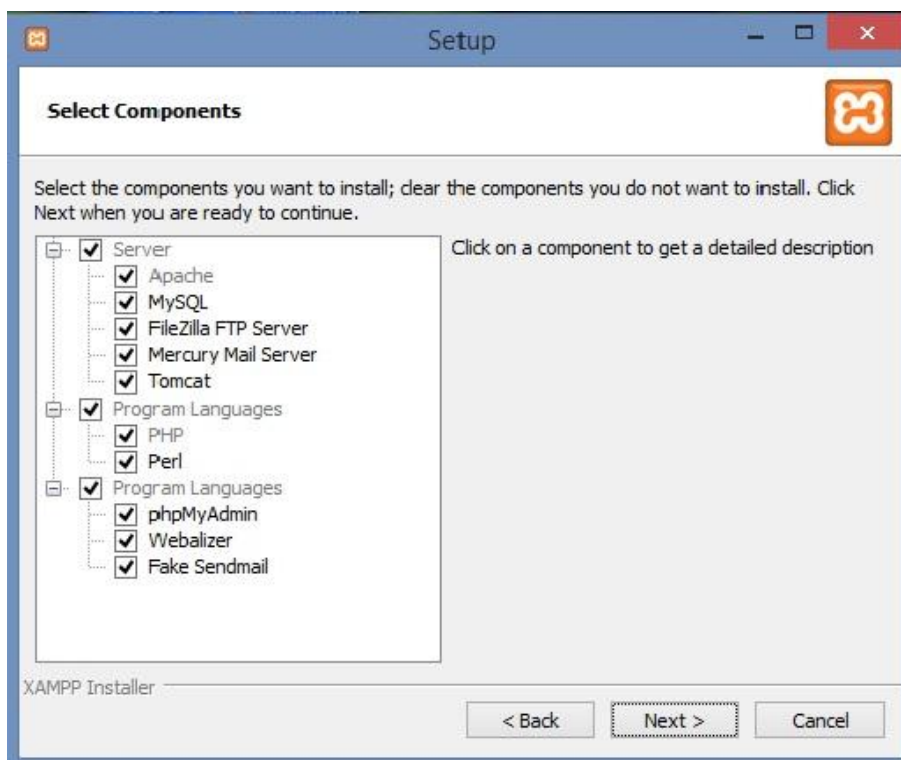 Setup
Select Components
Select the components you want to install; clear the components you do not want to install. Click
Next when you are ready to continue.
Server
Apache
MySQL
FileZilla FTP Server
Mercury Mail Server
Tomcat
Program Languages
PHP
Perl
Program Languages
phpMyAdmin
Webalizer
Fake Sendmail
Click on a component to get a detailed description
XAMPP Installer
< Back
Next >
Cancel